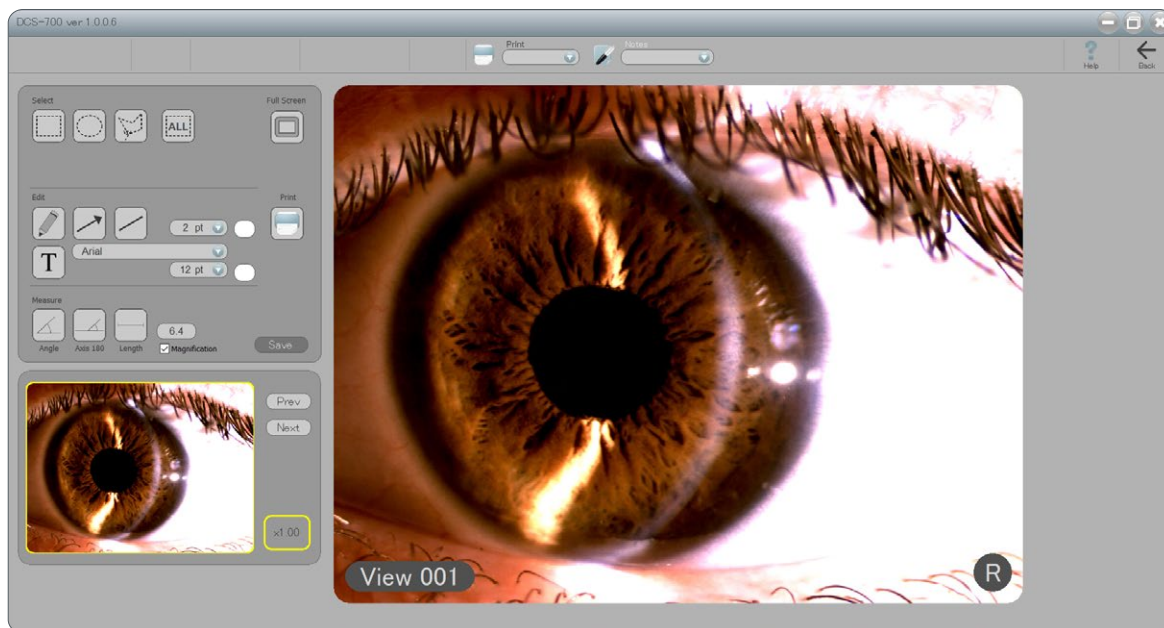 DCS-700 ver 1.0.0.6
Print
Notes
Help
Back
Select
Full Screen
ALL
Edit
Print
2 pt
T
Arial
12 pt
Measure
6.4
Angle
Axis 180
Length
Magnification
Save
Prev
Next
×1.00
View 001
R